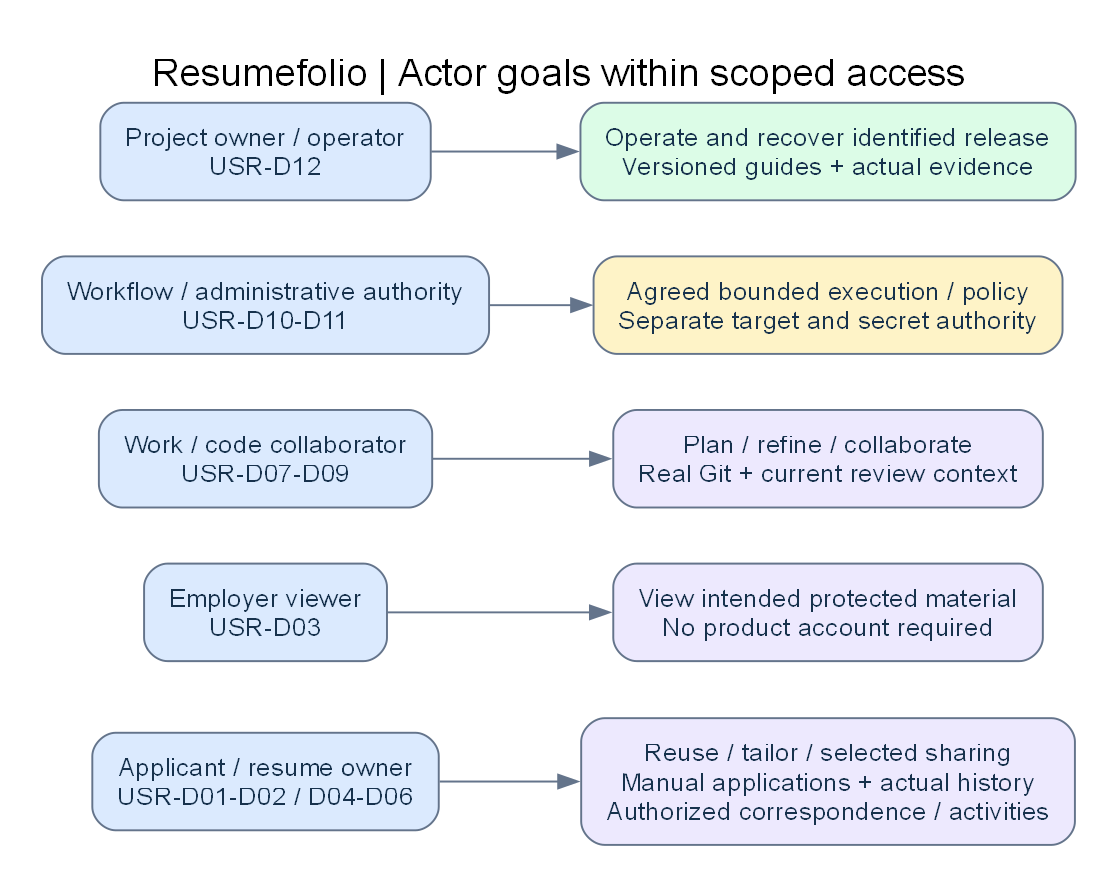 Resumefolio | Actor goals within scoped access
Project owner / operator
USR-D12
Operate and recover identified release
Versioned guides + actual evidence
Workflow / administrative authority
USR-D10-D11
Agreed bounded execution / policy
Separate target and secret authority
Work / code collaborator
USR-D07-D09
Plan / refine / collaborate
Real Git + current review context
Employer viewer
USR-D03
View intended protected material
No product account required
Applicant / resume owner
USR-D01-D02 / D04-D06
Reuse / tailor / selected sharing
Manual applications + actual history
Authorized correspondence / activities